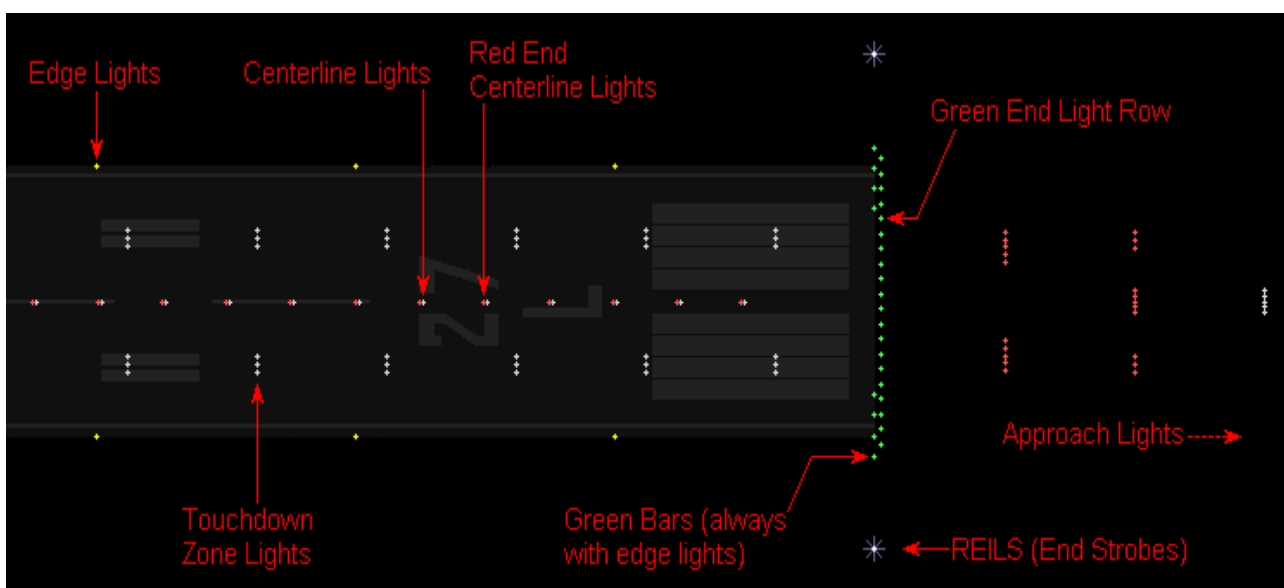 Edge Lights
Centerline Lights
Red End
Centerline Lights
Green End Light Row
27
L
Approach Lights
Touchdown
Zone Lights
Green Bars (always
with edge lights)
REILS (End Strobes)